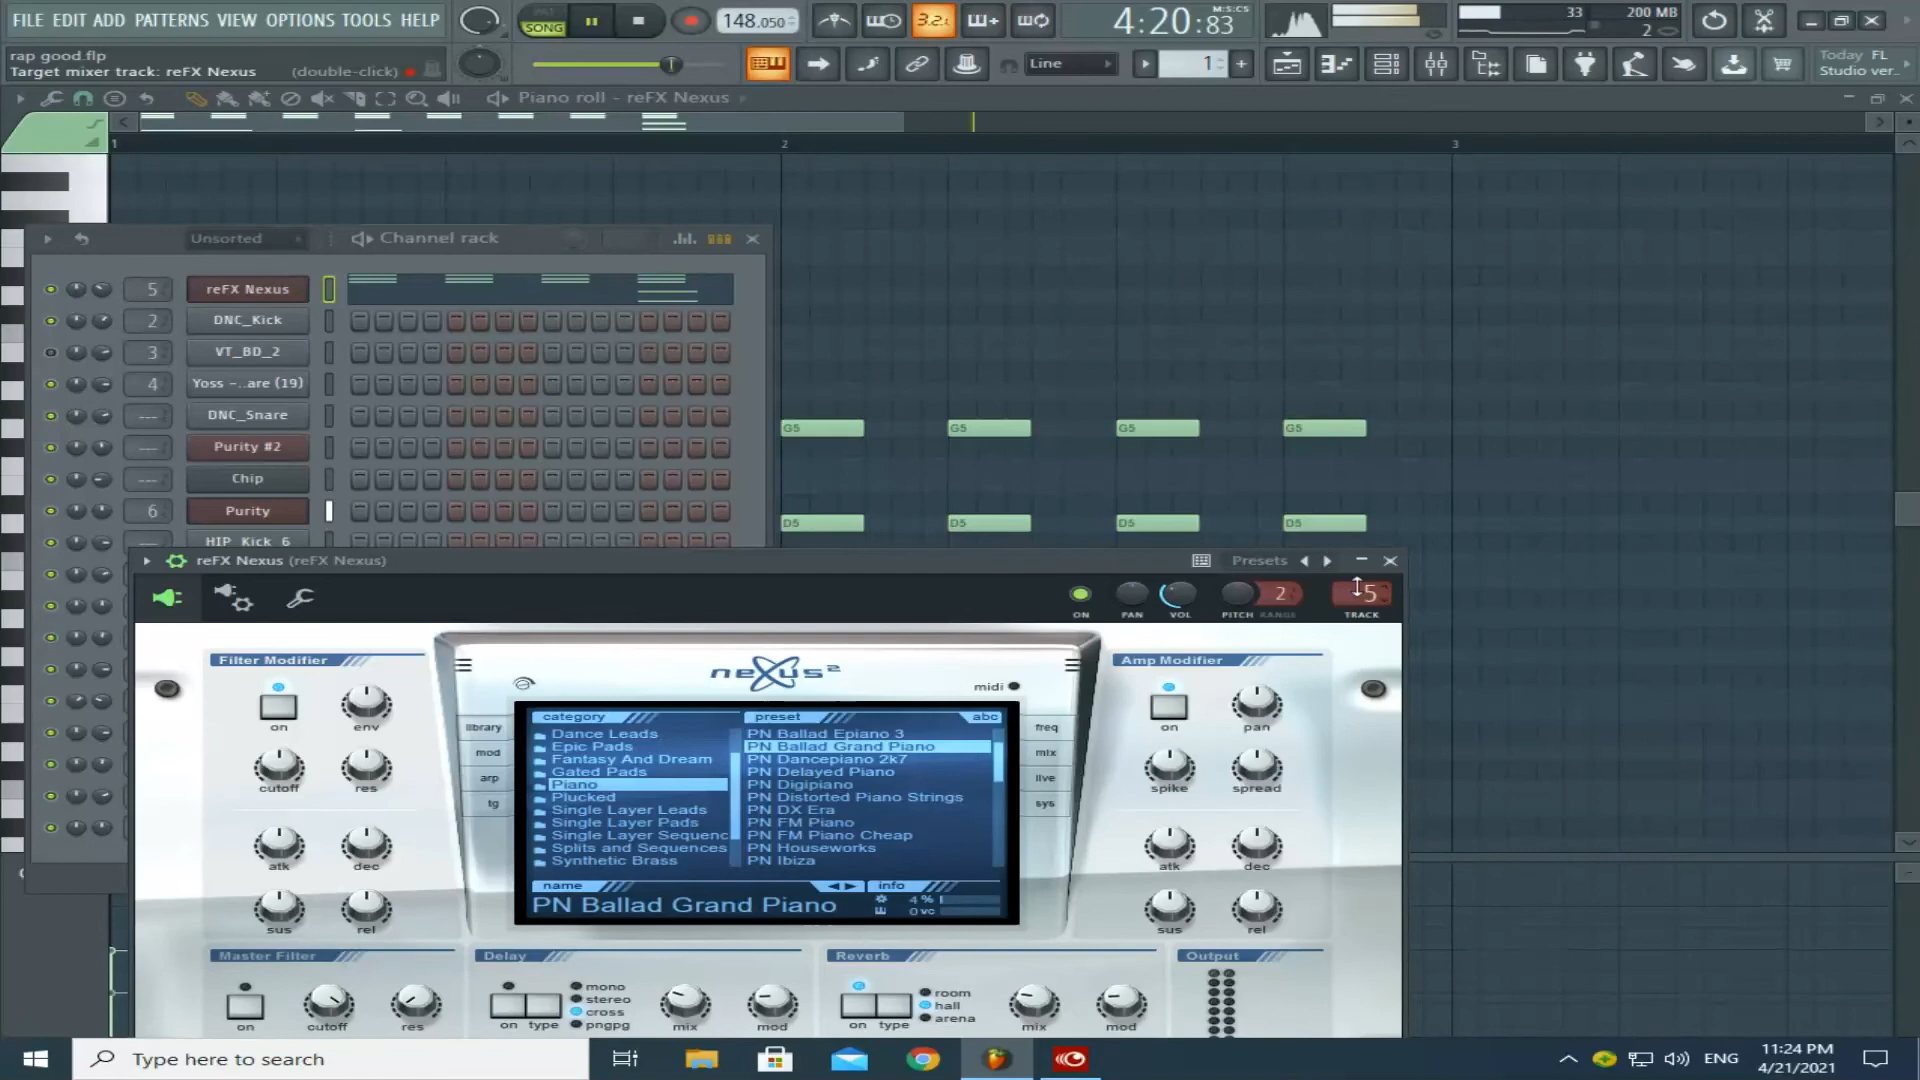 FILE EDIT ADD PATTERNS VIEW OPTIONS TOOLS HELP
PAT
SONG
148.050
3.2.
4:20:83
M:S:CS
33
200 MB
2
rap good.flp
Target mixer track: reFX Nexus (double-click)
Line
1
Today FL
Studio ver..
Piano roll - reFX Nexus
1
2
3
Unsorted
Channel rack
5 reFX Nexus
2 DNC_Kick
3 VT_BD_2
4 Yoss -..are (19)
--- DNC_Snare
--- Purity #2
--- Chip
6 Purity
--- HIP_Kick_6
G5 G5 G5 G5
D5 D5 D5 D5
reFX Nexus (reFX Nexus)
Presets
2
5
ON PAN VOL PITCH RANGE TRACK
Filter Modifier
on
env
cutoff
res
atk
dec
sus
rel
nexus²
midi
library
mod
arp
tg
category
Dance Leads
Epic Pads
Fantasy And Dream
Gated Pads
Piano
Plucked
Single Layer Leads
Single Layer Pads
Single Layer Sequenc
Splits and Sequences
Synthetic Brass
preset
abc
PN Ballad Epiano 3
PN Ballad Grand Piano
PN Dancepiano 2k7
PN Delayed Piano
PN Digipiano
PN Distorted Piano Strings
PN DX Era
PN FM Piano
PN FM Piano Cheap
PN Houseworks
PN Ibiza
name
PN Ballad Grand Piano
info
4 %
0 vc
freq
mix
live
sys
Amp Modifier
on
pan
spike
spread
atk
dec
sus
rel
Master Filter
on
cutoff
res
Delay
on
type
mono
stereo
cross
pngpg
mix
mod
Reverb
on
type
room
hall
arena
mix
mod
Output
Type here to search
ENG
11:24 PM
4/21/2021